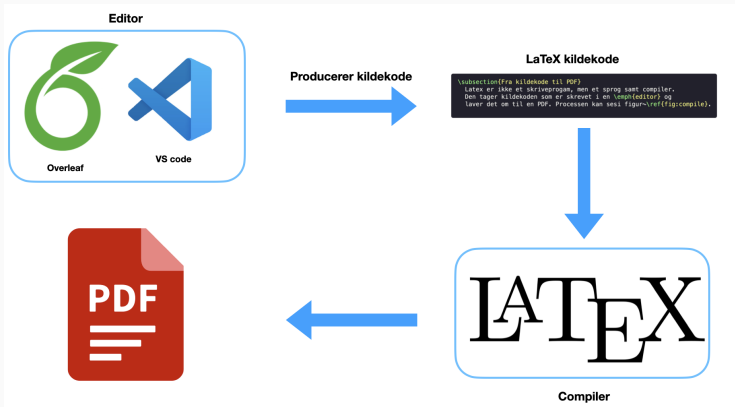 Editor
Overleaf
VS code
Producerer kildekode
LaTeX kildekode
\subsection{Fra kildekode til PDF}
Latex er ikke et skriveprogam, men et sprog samt compiler.
Den tager kildekoden som er skrevet i en \emph{editor} og
laver det om til en PDF. Processen kan sesi figur~\ref{fig:compile}.
LATEX
Compiler
PDF